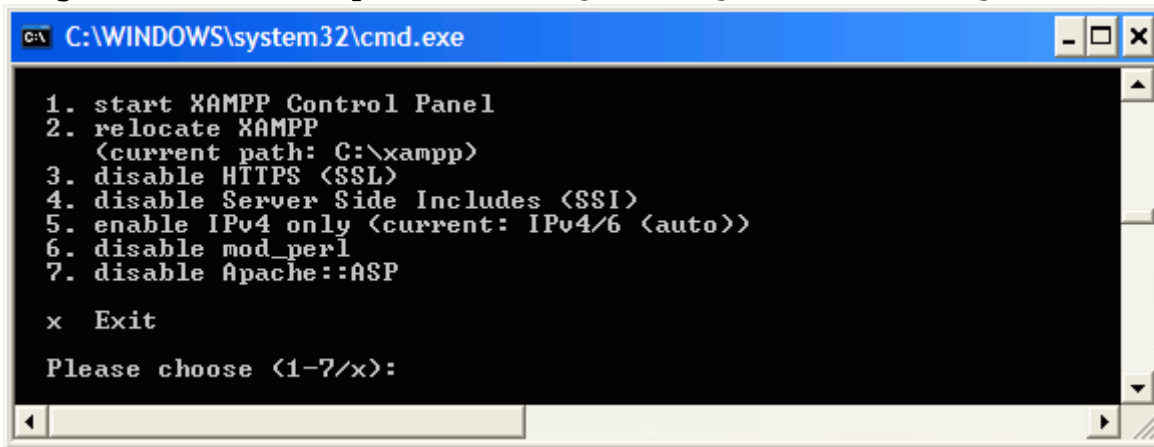 C:\WINDOWS\system32\cmd.exe
1. start XAMPP Control Panel
2. relocate XAMPP
(current path: C:\xampp)
3. disable HTTPS (SSL)
4. disable Server Side Includes (SSI)
5. enable IPv4 only (current: IPv4/6 (auto))
6. disable mod_perl
7. disable Apache::ASP
x Exit
Please choose (1-7/x):